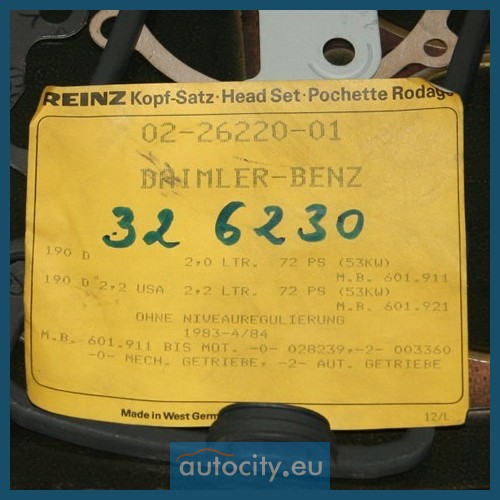 REINZ Kopf-Satz·Head Set·Pochette Rodage
02-26220-01
DAIMLER-BENZ
32 6230
190 D 2,0 LTR. 72 PS (53KW)
M.B. 601.911
190 D 2,2 USA 2,2 LTR. 72 PS (53KW)
M.B. 601.921
OHNE NIVEAUREGULIERUNG
1983-4/84
M.B. 601.911 BIS MOT. -0- 028239,-2- 003360
-0- MECH. GETRIEBE, -2- AUT. GETRIEBE
Made in West Germ
12/L
autocity.eu